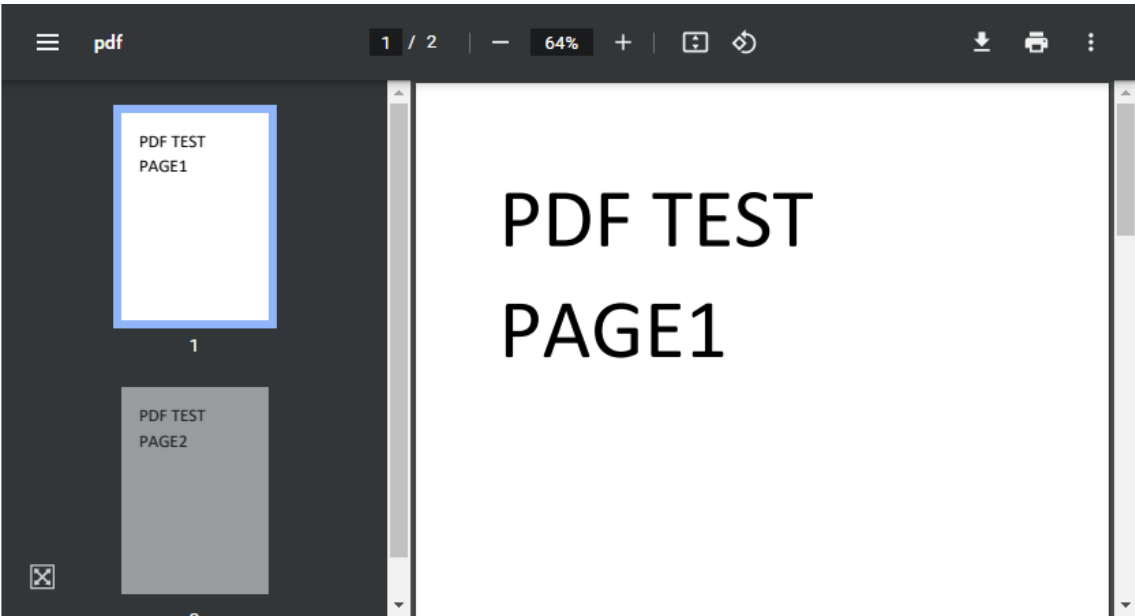 pdf
1 / 2
64%
PDF TEST
PAGE1
1
PDF TEST
PAGE2
PDF TEST
PAGE1